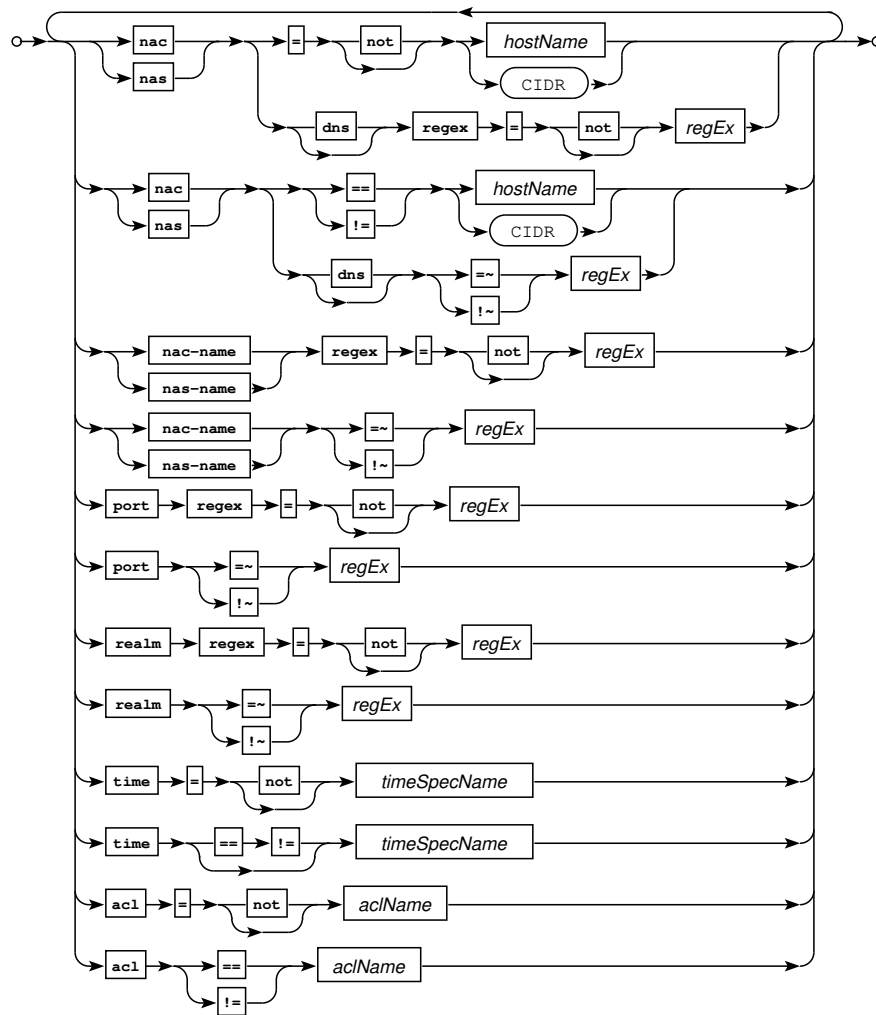 nac = not hostName
nas CIDR
dns regex = not regEx
nac == hostName
nas != CIDR
dns =~ regEx
!~
nac-name regex = not regEx
nas-name
nac-name =~ regEx
nas-name !~
port regex = not regEx
port =~ regEx
!~
realm regex = not regEx
realm =~ regEx
!~
time = not timeSpecName
time == != timeSpecName
acl = not aclName
acl == aclName
!=